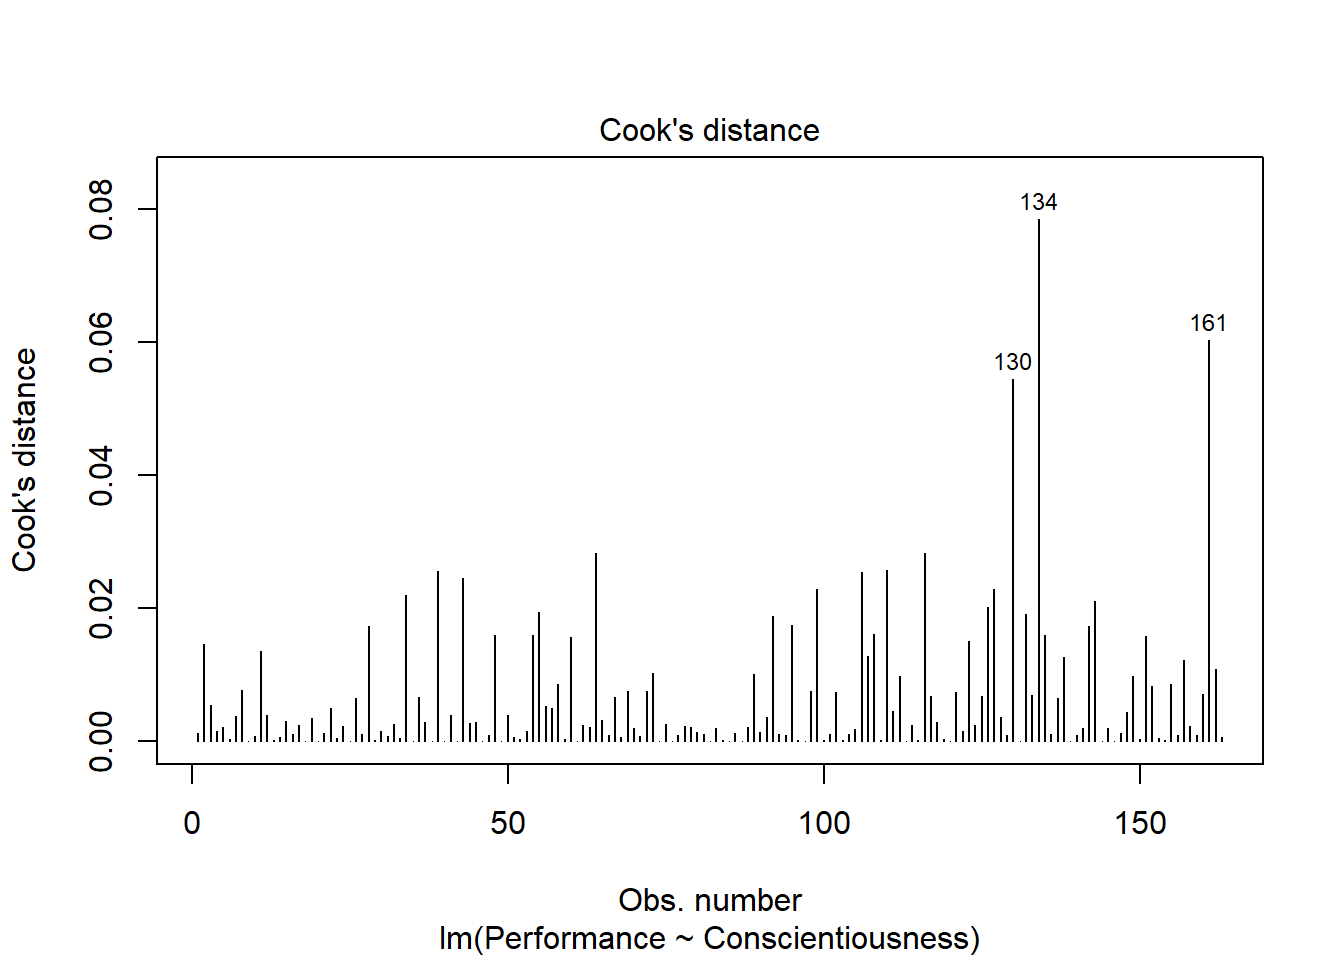 Cook's distance
134
161
130
Cook's distance
0.08
0.06
0.04
0.02
0.00
0 50 100 150
Obs. number
lm(Performance ~ Conscientiousness)